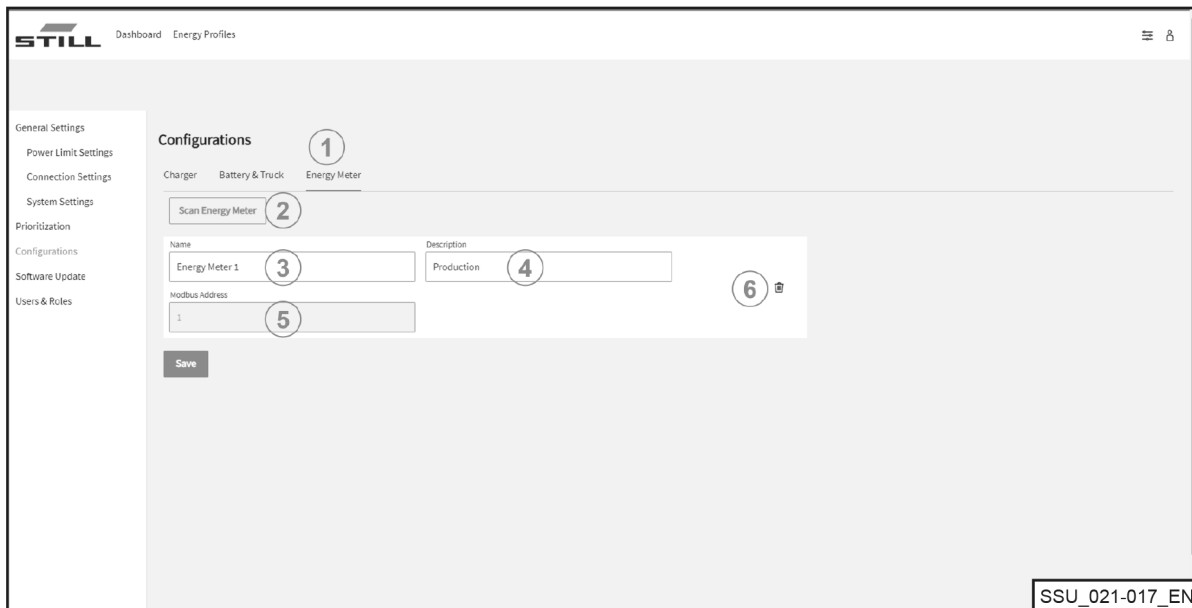 STILL
Dashboard Energy Profiles
General Settings
Power Limit Settings
Connection Settings
System Settings
Prioritization
Configurations
Software Update
Users & Roles
Configurations
1
Charger Battery & Truck Energy Meter
Scan Energy Meter 2
Name Description
Energy Meter 1 3 Production 4
6
Modbus Address
1 5
Save
SSU_021-017_EN